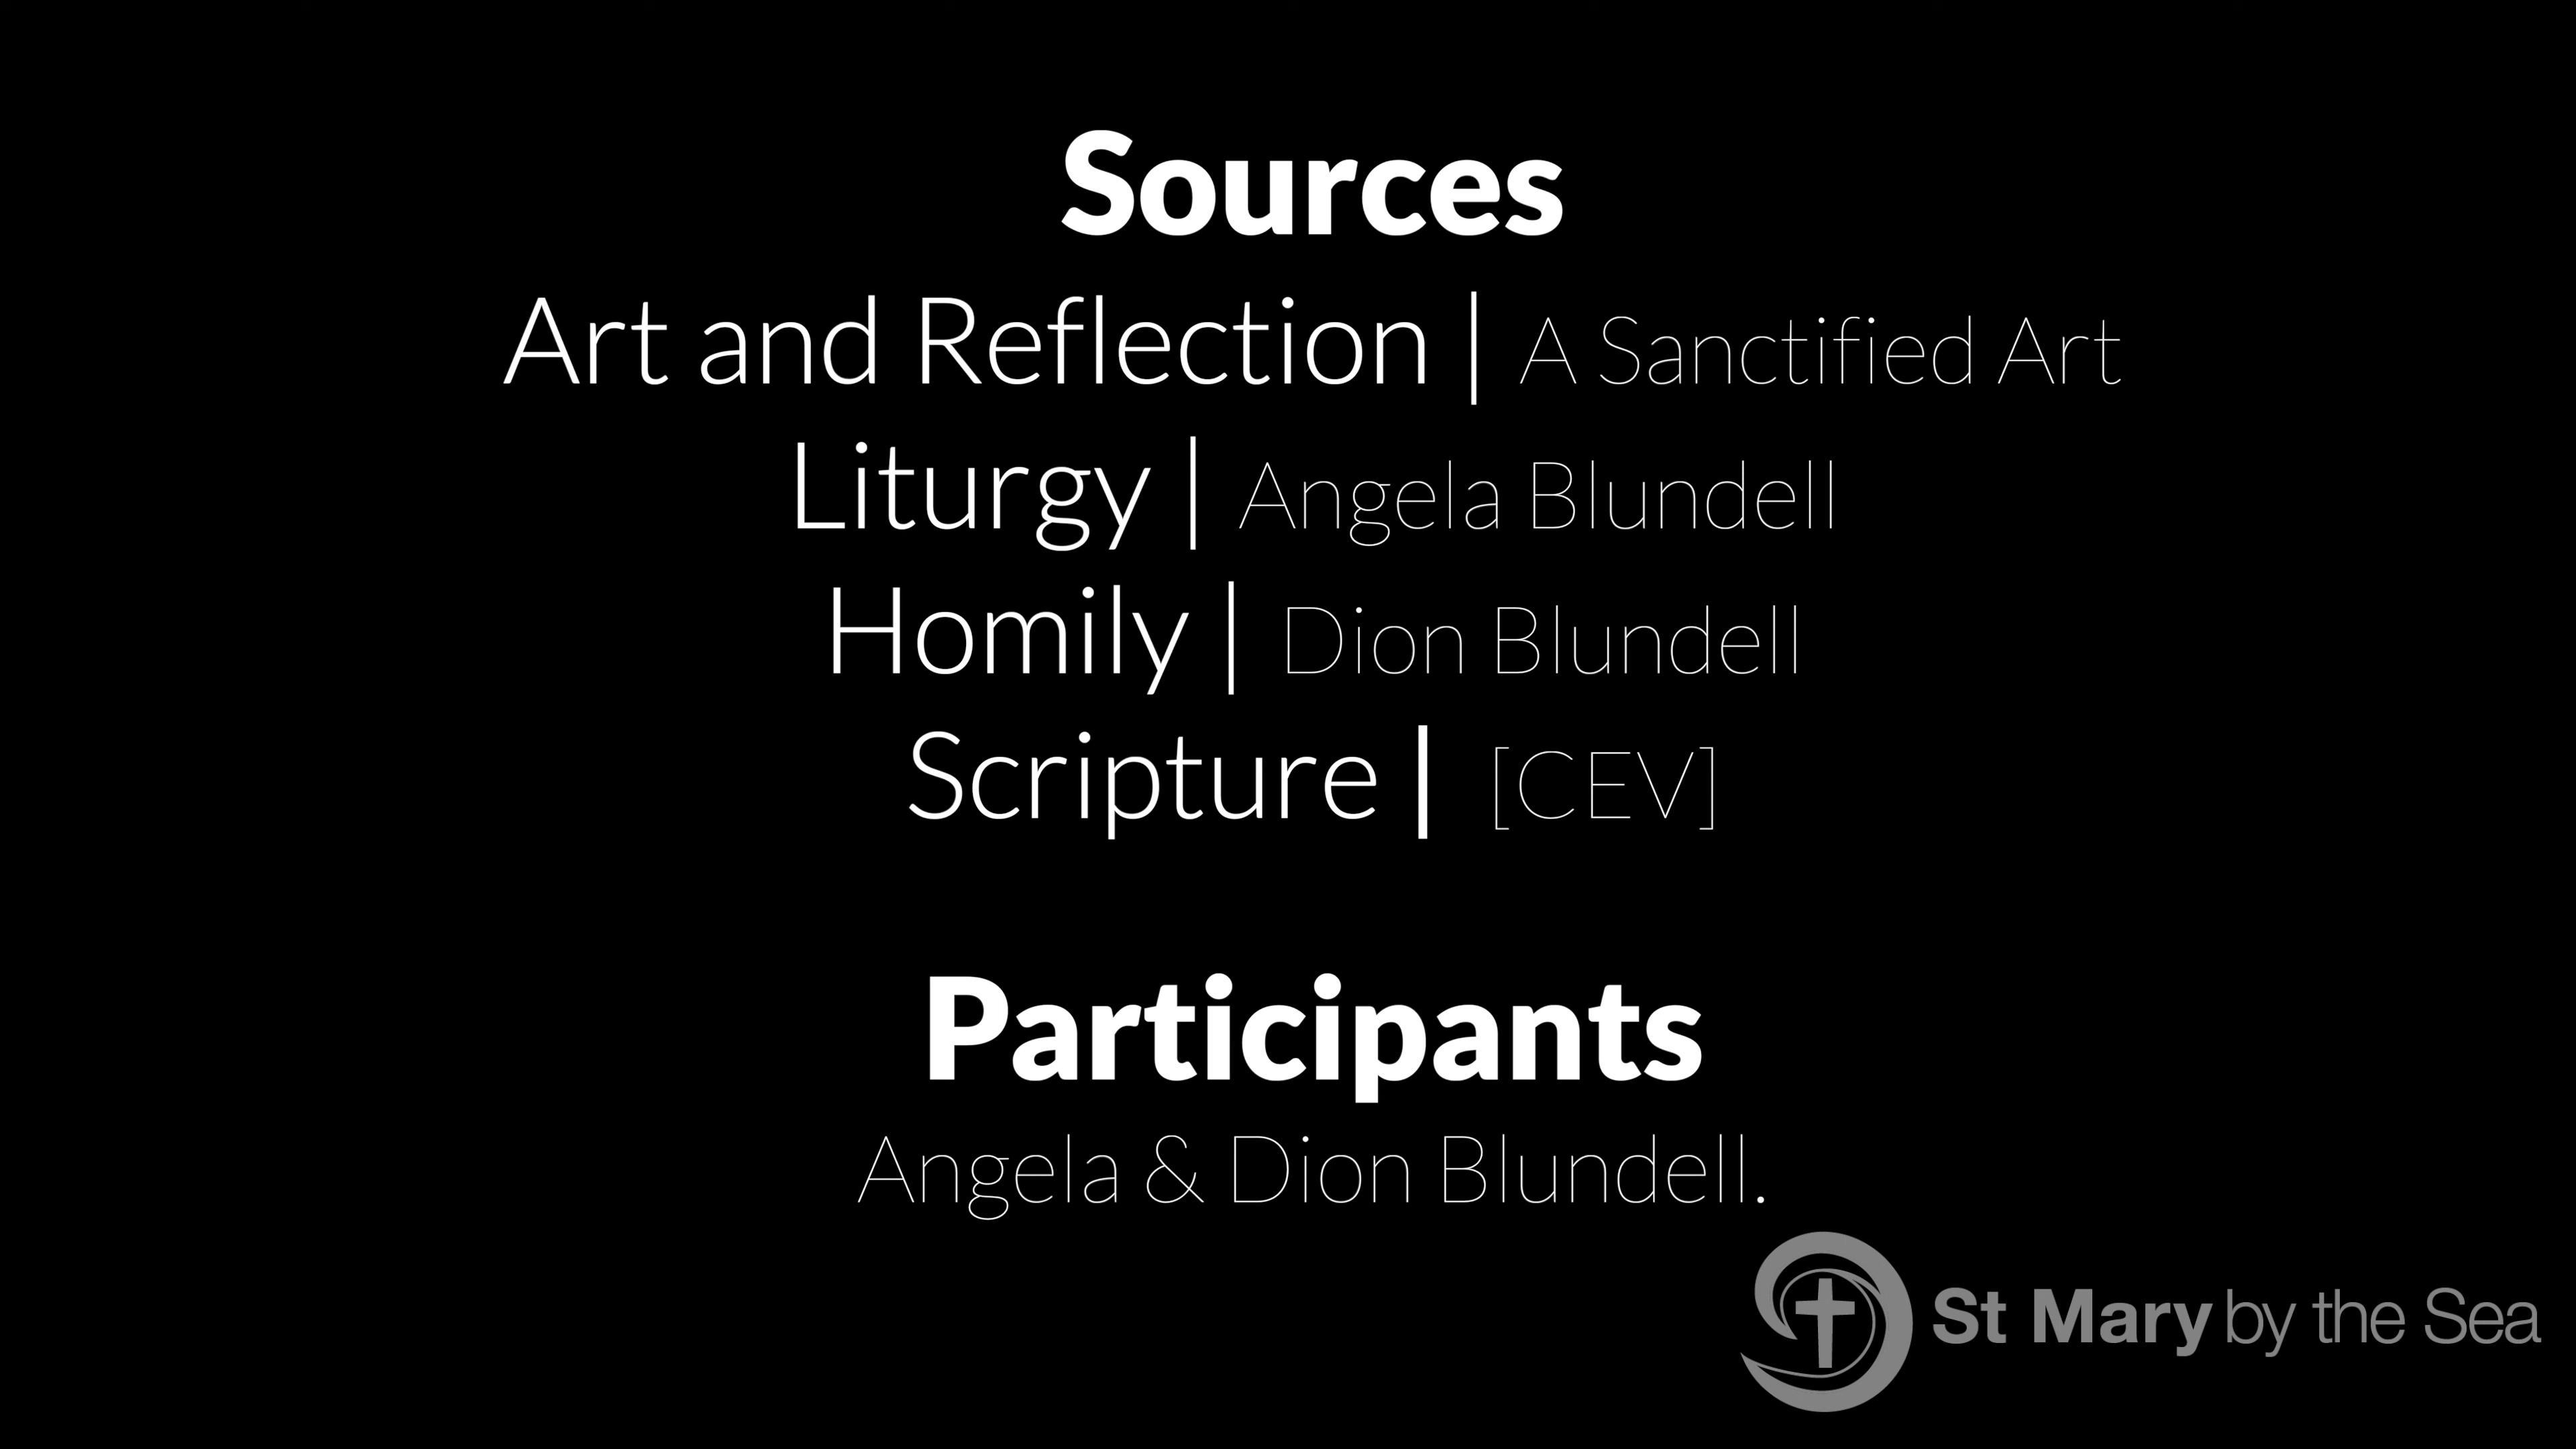 Sources
Art and Reflection | A Sanctified Art
Liturgy | Angela Blundell
Homily | Dion Blundell
Scripture | [CEV]
Participants
Angela & Dion Blundell.
St Mary by the Sea